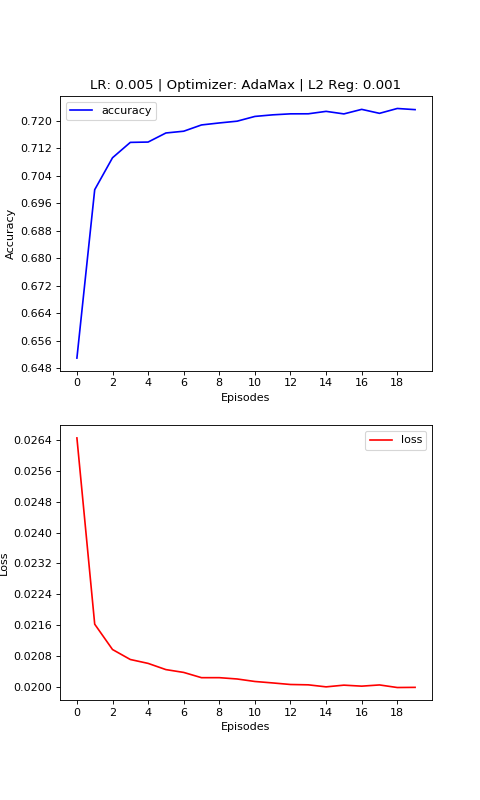 LR: 0.005 | Optimizer: AdaMax | L2 Reg: 0.001
accuracy
0.720
0.712
0.704
0.696
0.688
0.680
0.672
0.664
0.656
0.648
Accuracy
0 2 4 6 8 10 12 14 16 18
Episodes
loss
0.0264
0.0256
0.0248
0.0240
0.0232
0.0224
0.0216
0.0208
0.0200
Loss
0 2 4 6 8 10 12 14 16 18
Episodes